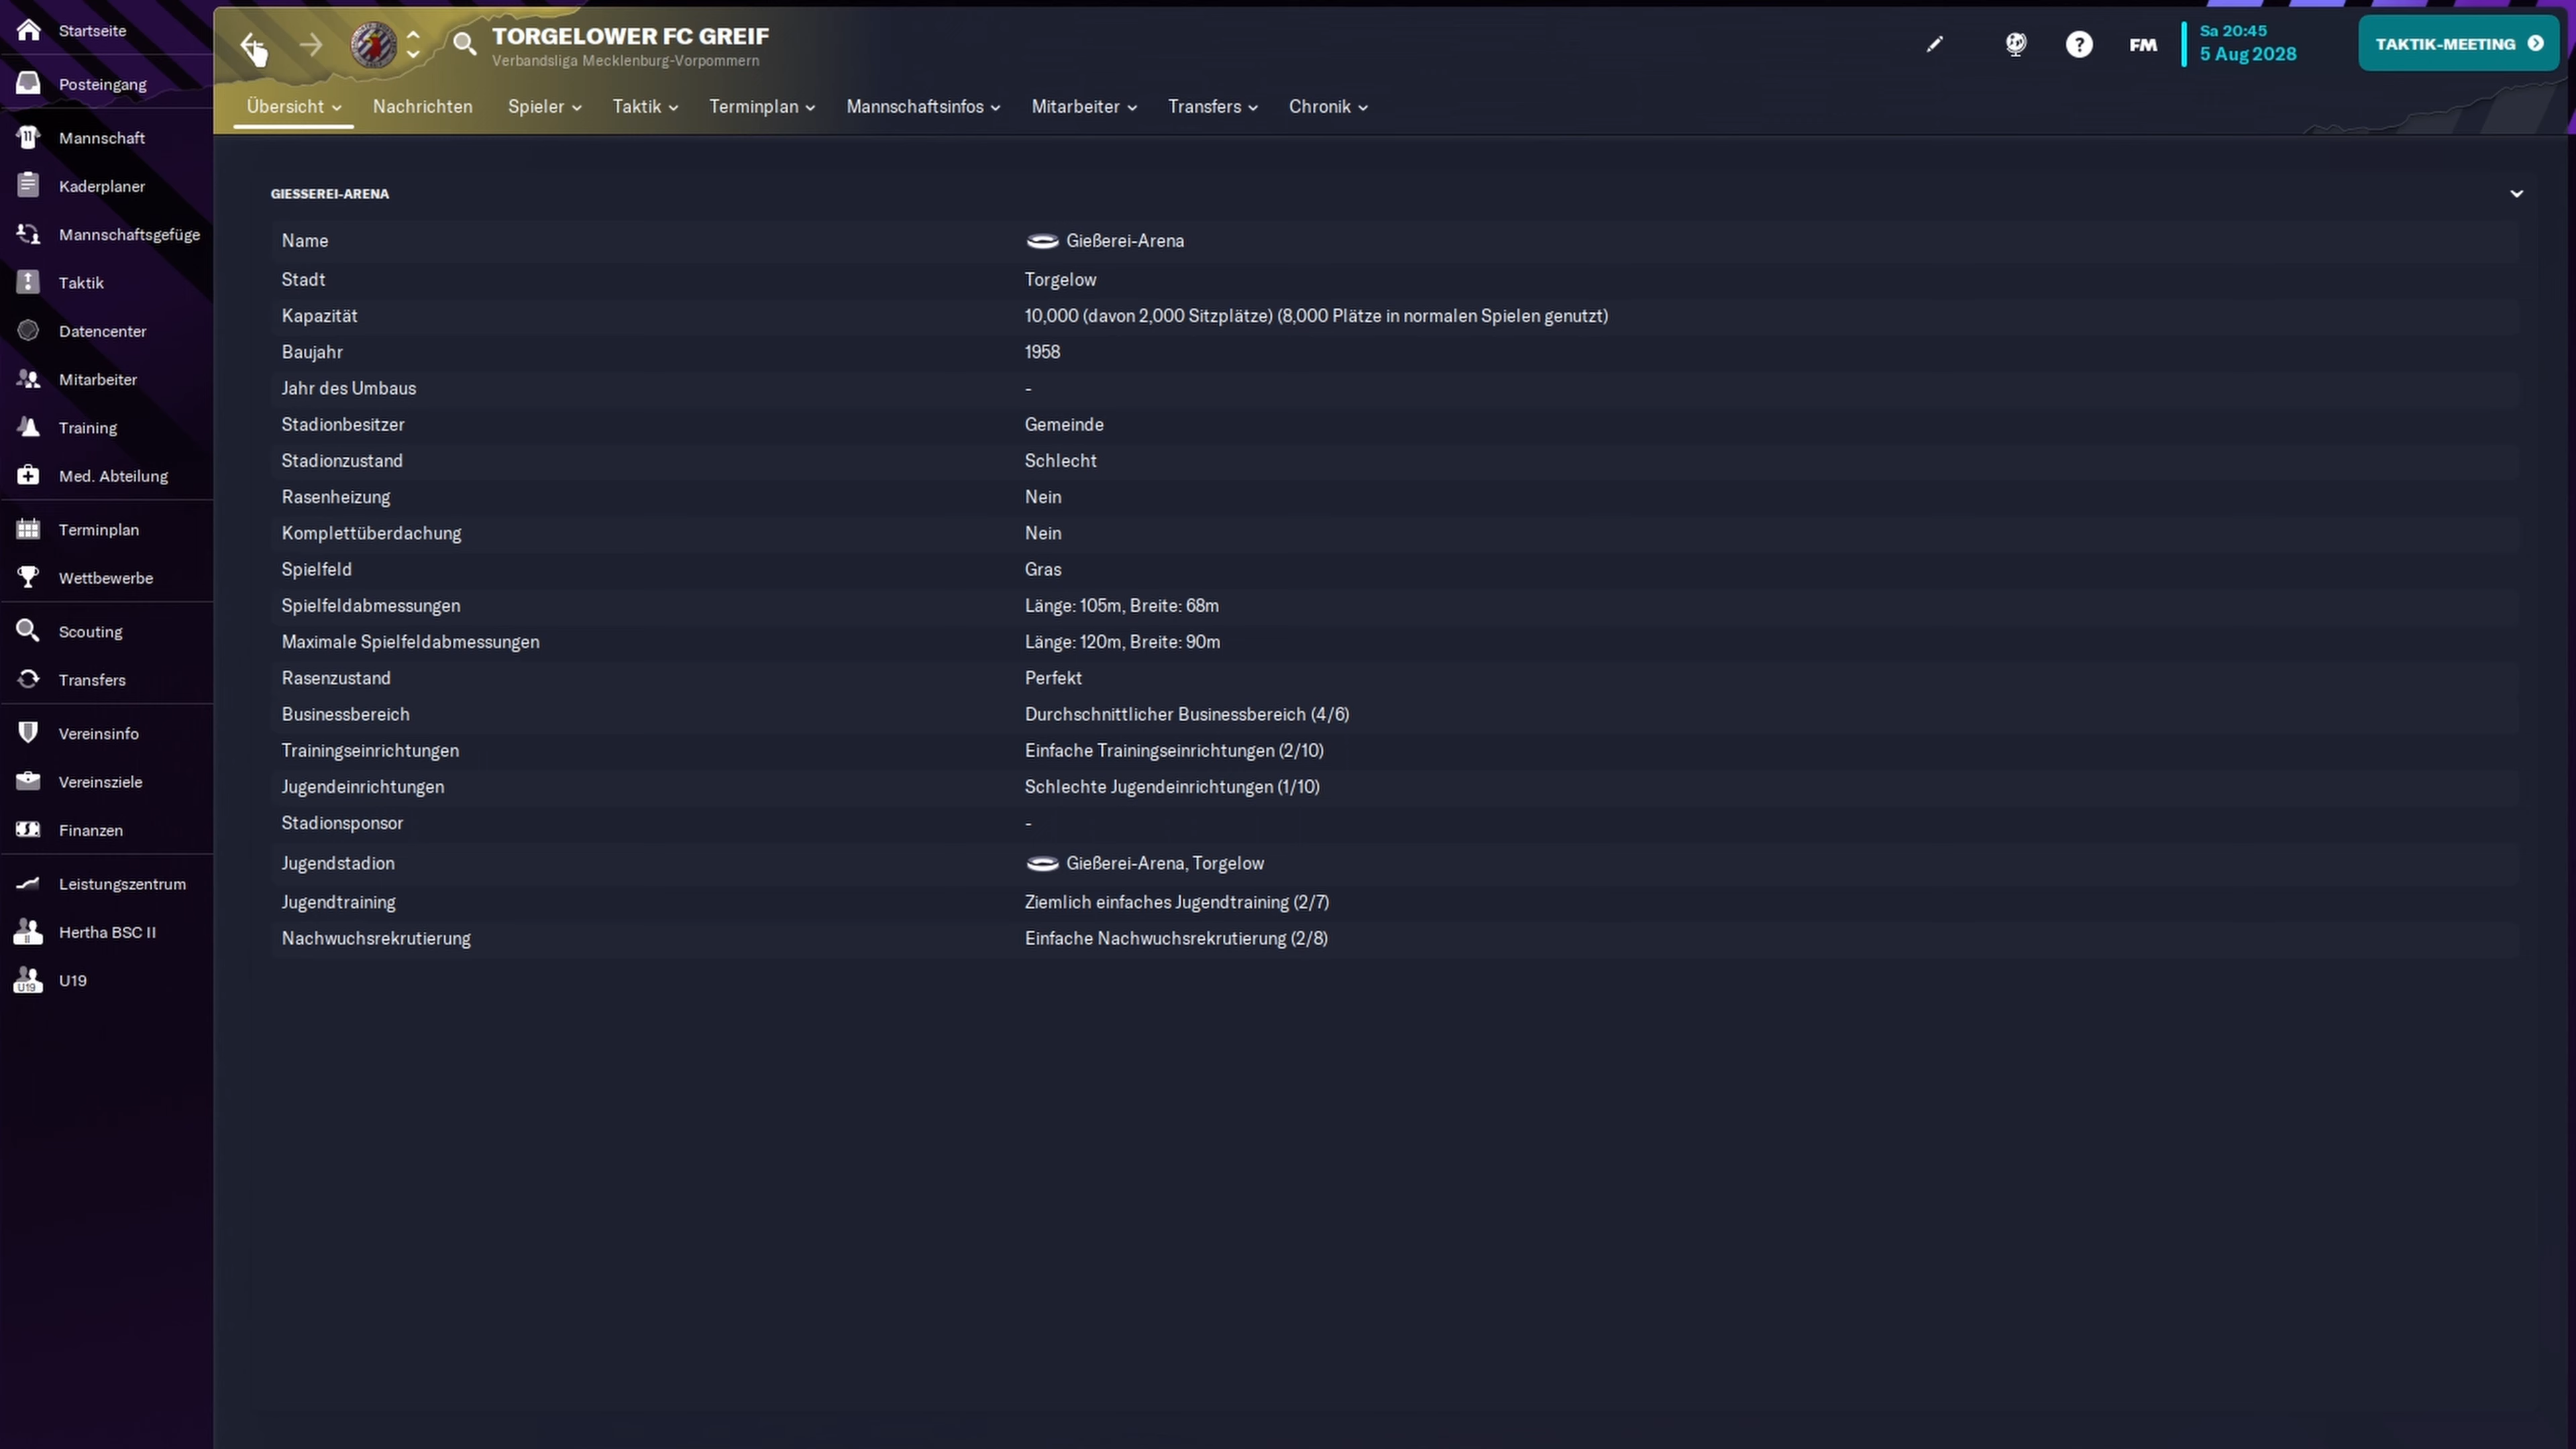 Startseite
Posteingang
Mannschaft
Kaderplaner
Mannschaftsgefüge
Taktik
Datencenter
Mitarbeiter
Training
Med. Abteilung
Terminplan
Wettbewerbe
Scouting
Transfers
Vereinsinfo
Vereinsziele
Finanzen
Leistungszentrum
Hertha BSC II
U19
TORGELOWER FC GREIF
Verbandsliga Mecklenburg-Vorpommern
FM
Sa 20:45
5 Aug 2028
TAKTIK-MEETING
Übersicht Nachrichten Spieler Taktik Terminplan Mannschaftsinfos Mitarbeiter Transfers Chronik
GIESSEREI-ARENA
Name Gießerei-Arena
Stadt Torgelow
Kapazität 10,000 (davon 2,000 Sitzplätze) (8,000 Plätze in normalen Spielen genutzt)
Baujahr 1958
Jahr des Umbaus -
Stadionbesitzer Gemeinde
Stadionzustand Schlecht
Rasenheizung Nein
Komplettüberdachung Nein
Spielfeld Gras
Spielfeldabmessungen Länge: 105m, Breite: 68m
Maximale Spielfeldabmessungen Länge: 120m, Breite: 90m
Rasenzustand Perfekt
Businessbereich Durchschnittlicher Businessbereich (4/6)
Trainingseinrichtungen Einfache Trainingseinrichtungen (2/10)
Jugendeinrichtungen Schlechte Jugendeinrichtungen (1/10)
Stadionsponsor -
Jugendstadion Gießerei-Arena, Torgelow
Jugendtraining Ziemlich einfaches Jugendtraining (2/7)
Nachwuchsrekrutierung Einfache Nachwuchsrekrutierung (2/8)